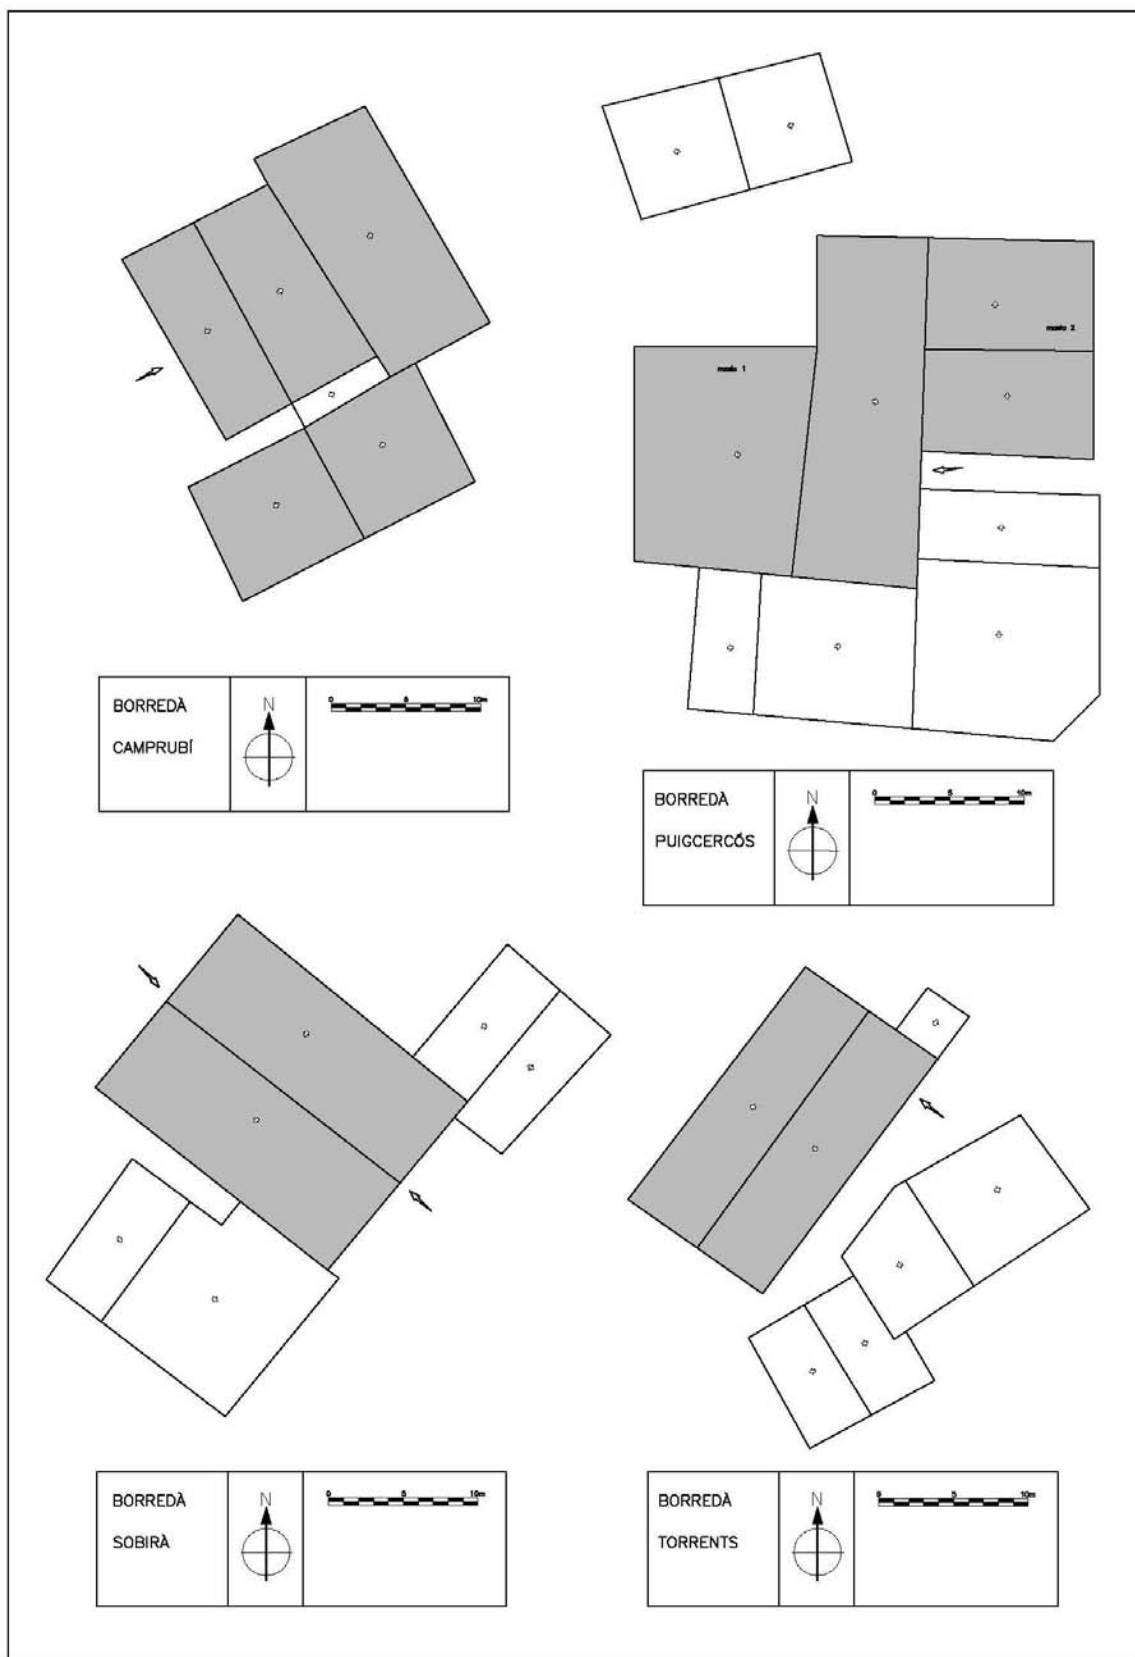 masia 1
masia 2
BORREDÀ
CAMPRUBÍ
N
0 5 10m
BORREDÀ
PUIGCERCÓS
N
0 5 10m
BORREDÀ
SOBIRÀ
N
0 5 10m
BORREDÀ
TORRENTS
N
0 5 10m